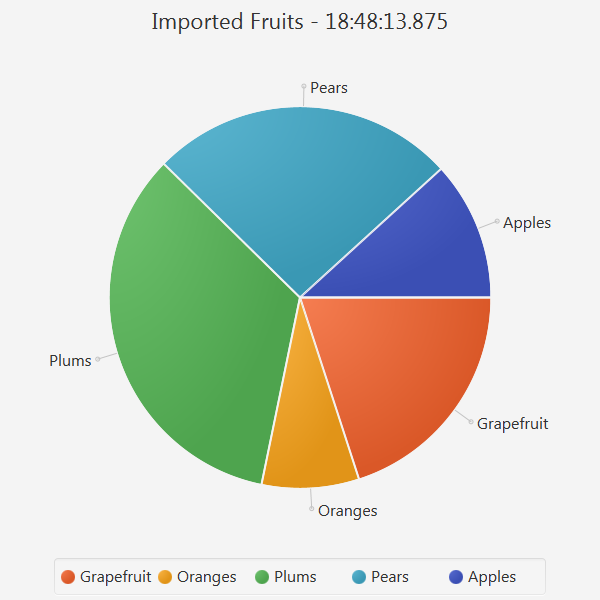 Imported Fruits - 18:48:13.875
Pears
Apples
Plums
Grapefruit
Oranges
Grapefruit Oranges Plums Pears Apples